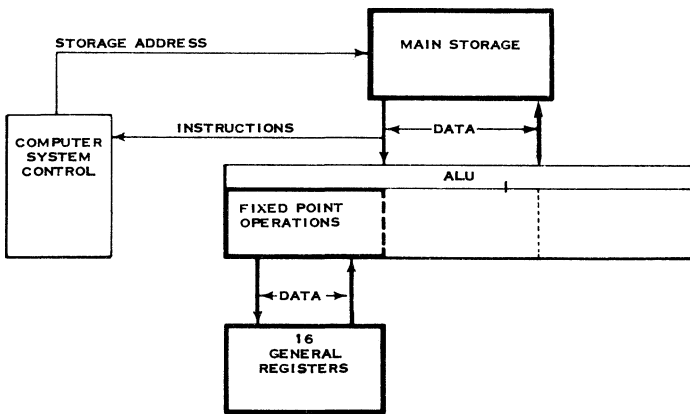 STORAGE ADDRESS
MAIN STORAGE
INSTRUCTIONS
DATA
COMPUTER
SYSTEM
CONTROL
ALU
FIXED POINT
OPERATIONS
DATA
16
GENERAL
REGISTERS